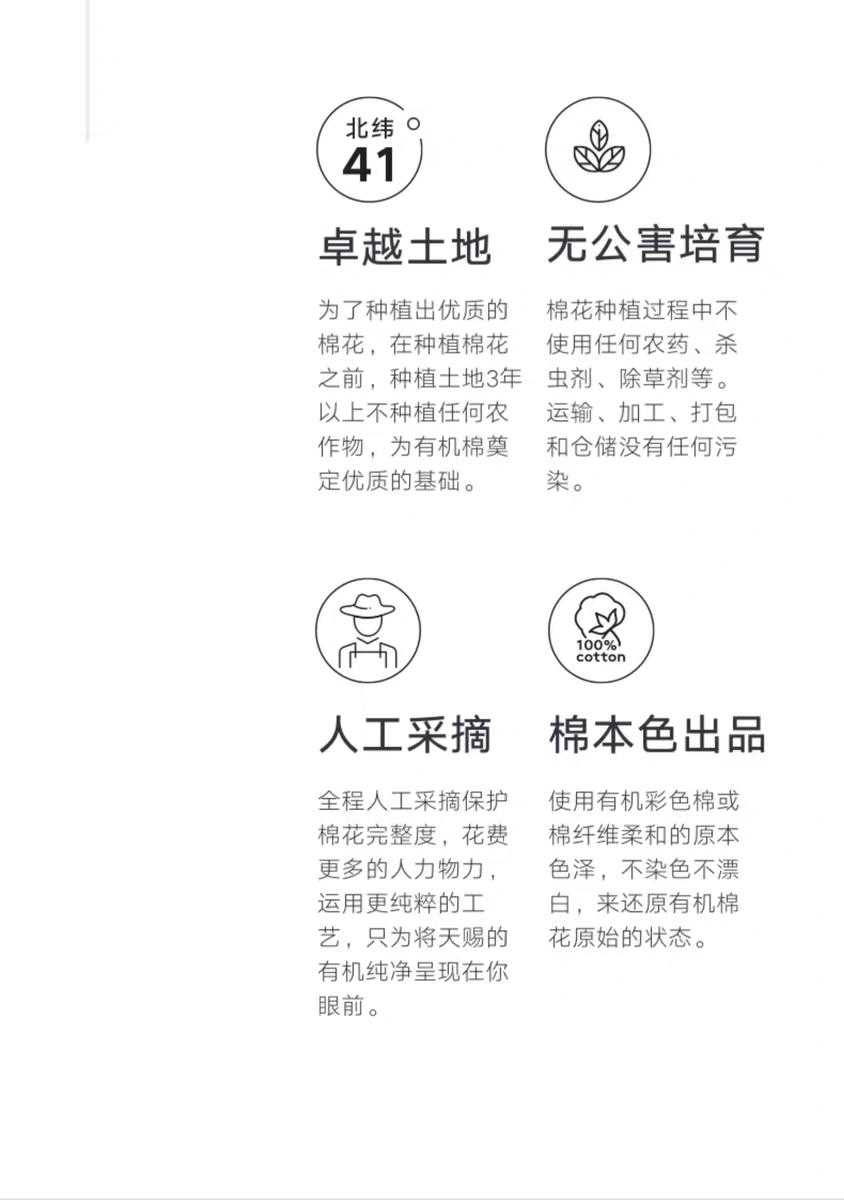 北纬
41
卓越土地
为了种植出优质的
棉花，在种植棉花
之前，种植土地3年
以上不种植任何农
作物，为有机棉奠
定优质的基础。
无公害培育
棉花种植过程中不
使用任何农药、杀
虫剂、除草剂等。
运输、加工、打包
和仓储没有任何污
染。
人工采摘
全程人工采摘保护
棉花完整度，花费
更多的人力物力，
运用更纯粹的工
艺，只为将天赐的
有机纯净呈现在你
眼前。
100%
cotton
棉本色出品
使用有机彩色棉或
棉纤维柔和的原本
色泽，不染色不漂
白，来还原有机棉
花原始的状态。